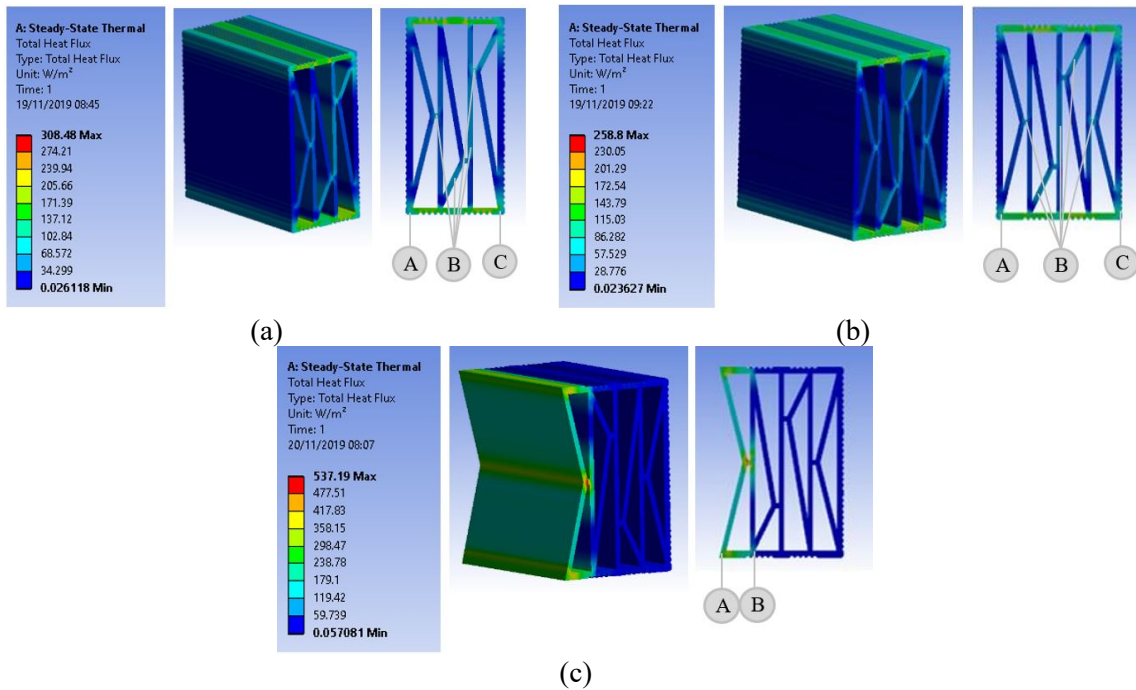 A: Steady-State Thermal
Total Heat Flux
Type: Total Heat Flux
Unit: W/m²
Time: 1
19/11/2019 08:45
308.48 Max
274.21
239.94
205.66
171.39
137.12
102.84
68.572
34.299
0.026118 Min
A B C
(a)
A: Steady-State Thermal
Total Heat Flux
Type: Total Heat Flux
Unit: W/m²
Time: 1
19/11/2019 09:22
258.8 Max
230.05
201.29
172.54
143.79
115.03
86.282
57.529
28.776
0.023627 Min
A B C
(b)
A: Steady-State Thermal
Total Heat Flux
Type: Total Heat Flux
Unit: W/m²
Time: 1
20/11/2019 08:07
537.19 Max
477.51
417.83
358.15
298.47
238.78
179.1
119.42
59.739
0.057081 Min
A B
(c)